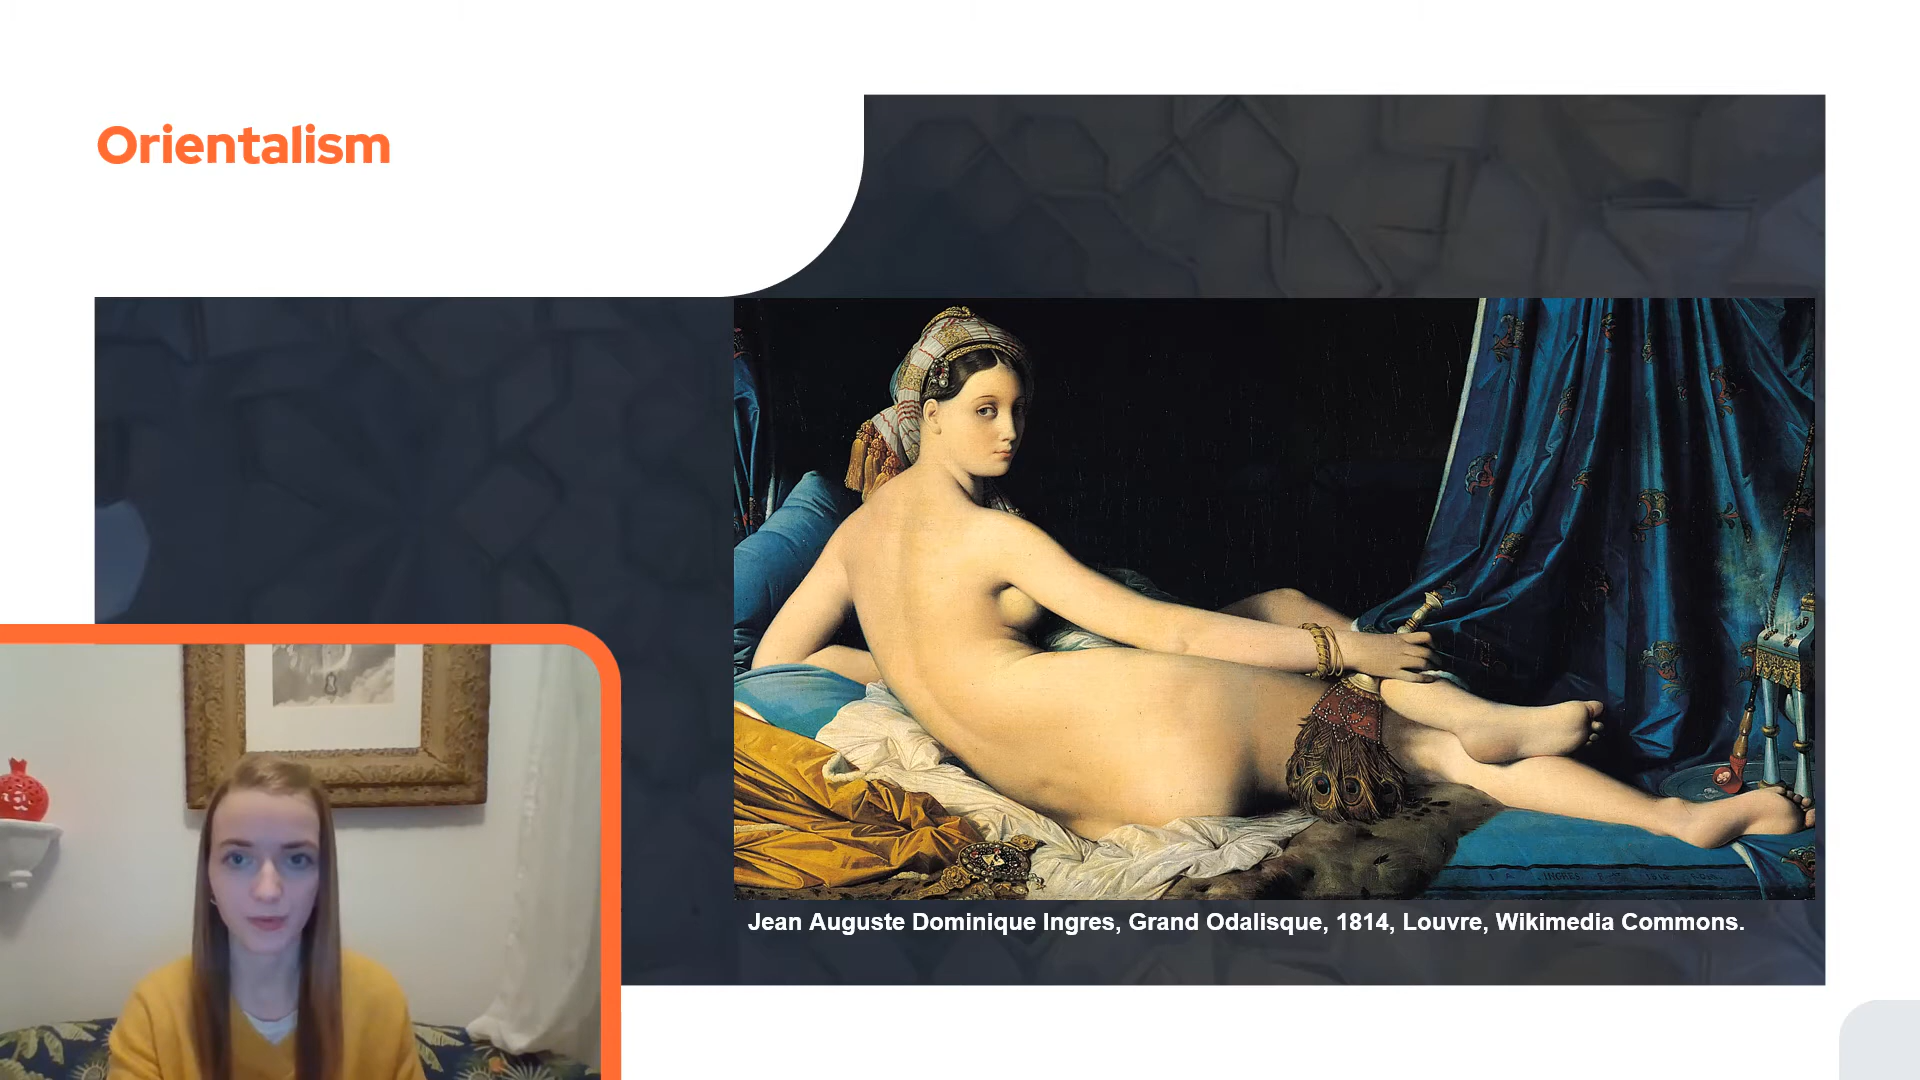 Orientalism
Jean Auguste Dominique Ingres, Grand Odalisque, 1814, Louvre, Wikimedia Commons.